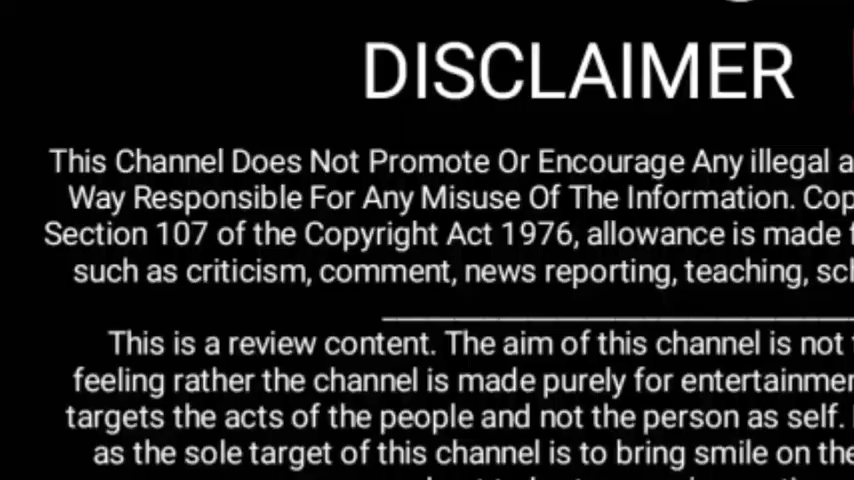 DISCLAIMER
This Channel Does Not Promote Or Encourage Any illegal a
Way Responsible For Any Misuse Of The Information. Cop
Section 107 of the Copyright Act 1976, allowance is made f
such as criticism, comment, news reporting, teaching, scl
This is a review content. The aim of this channel is not
feeling rather the channel is made purely for entertainmer
targets the acts of the people and not the person as self.
as the sole target of this channel is to bring smile on the